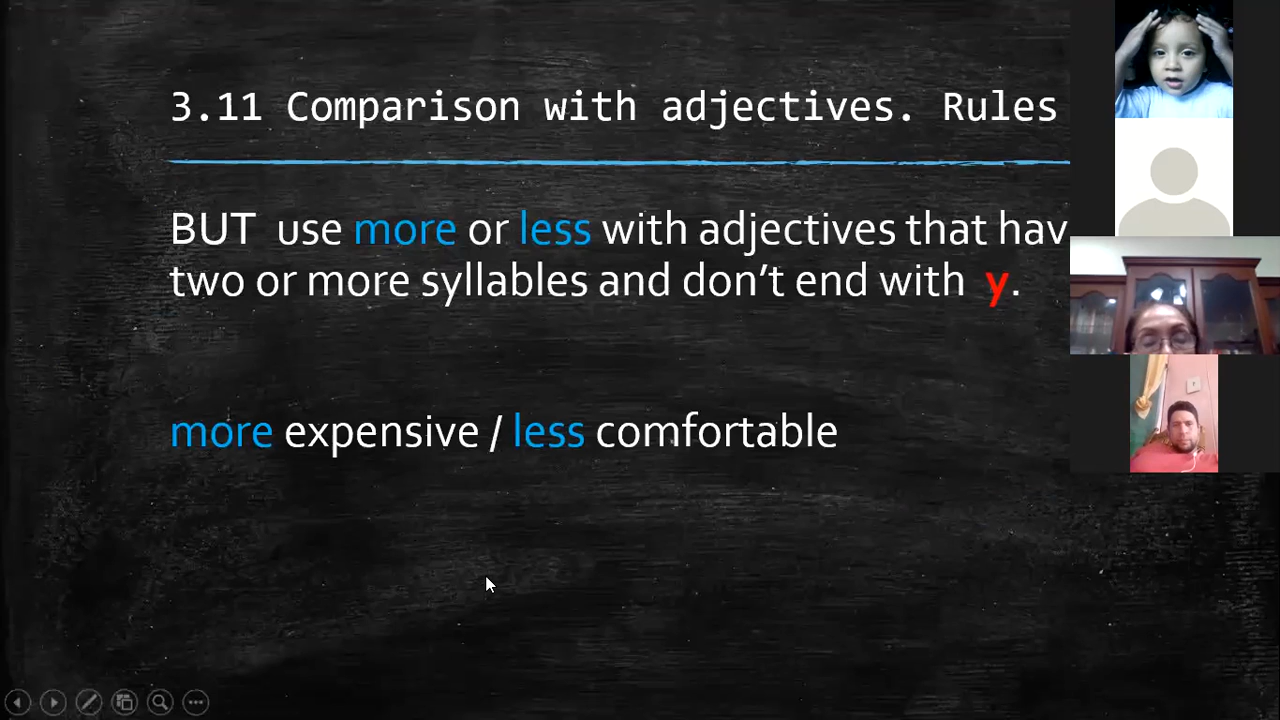 3.11 Comparison with adjectives. Rules
BUT use more or less with adjectives that hav
two or more syllables and don’t end with y.
more expensive / less comfortable